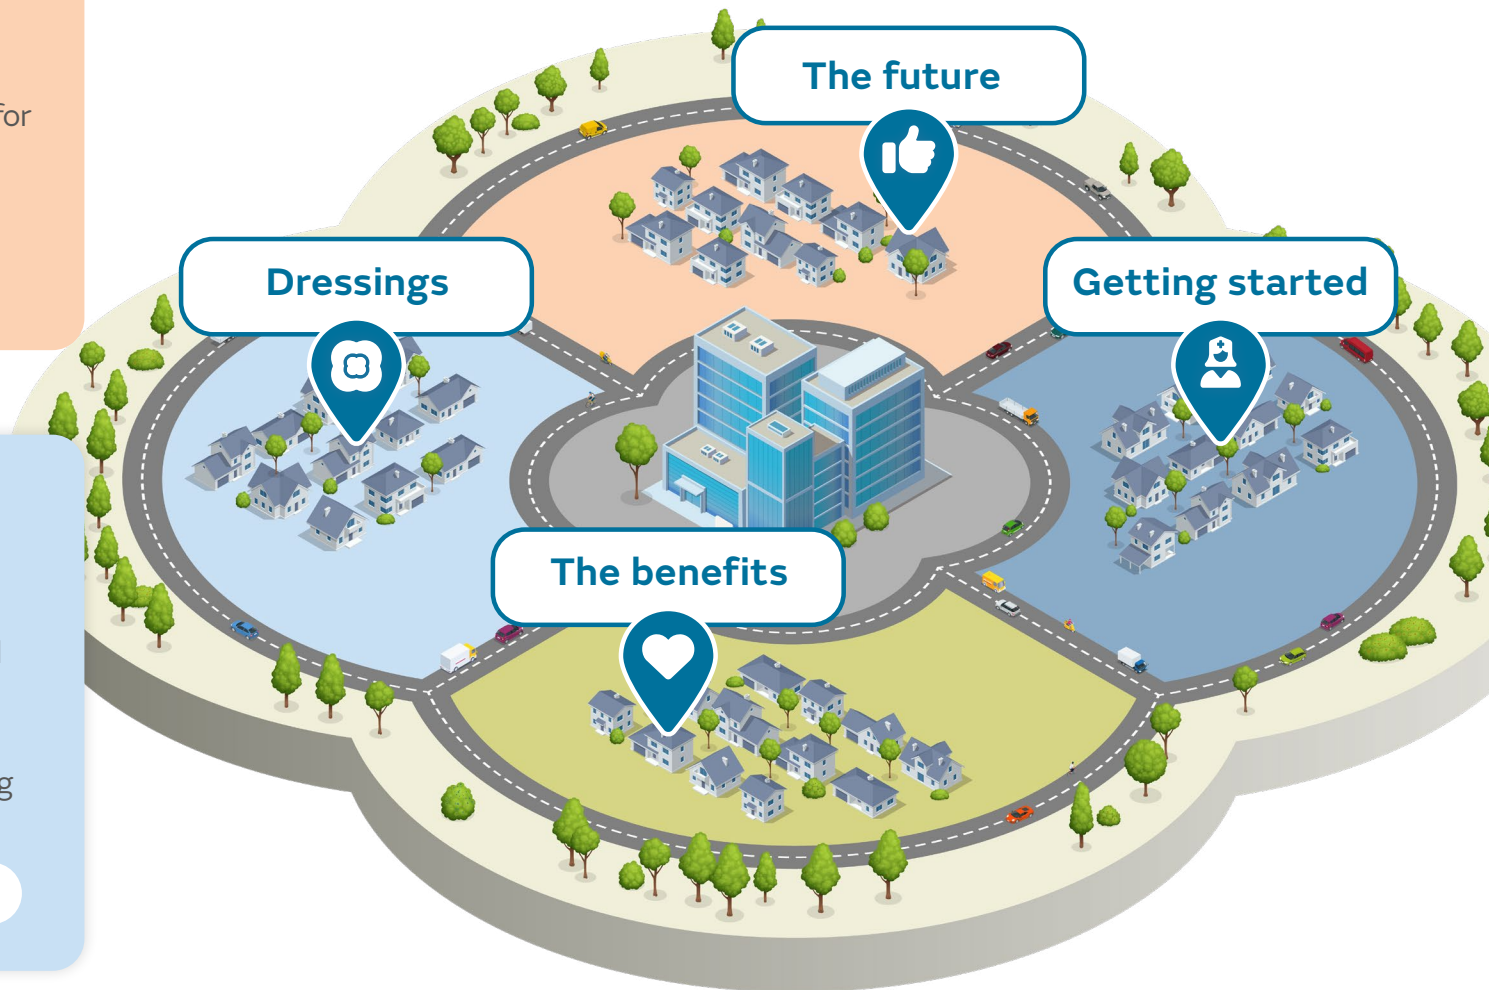 for
The future
Dressings
Getting started
The benefits
g